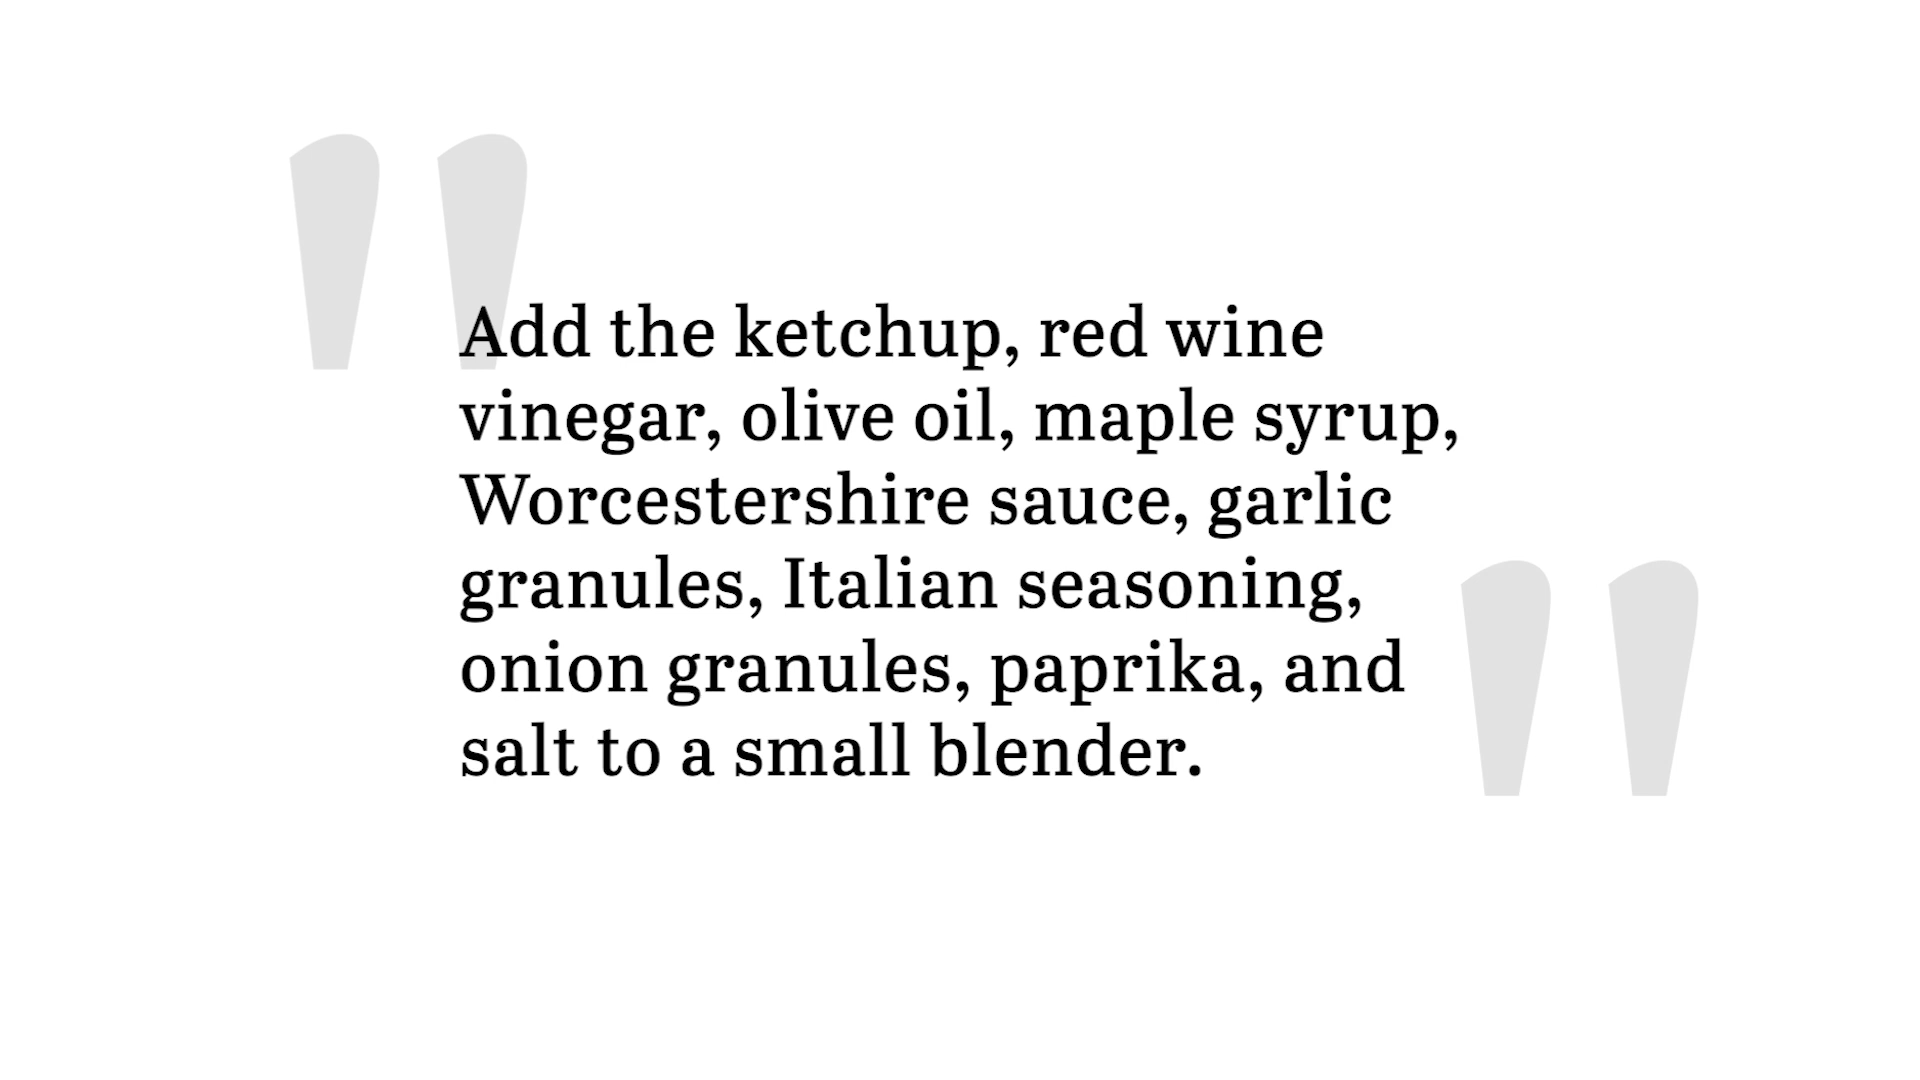 Add the ketchup, red wine
vinegar, olive oil, maple syrup,
Worcestershire sauce, garlic
granules, Italian seasoning,
onion granules, paprika, and
salt to a small blender.